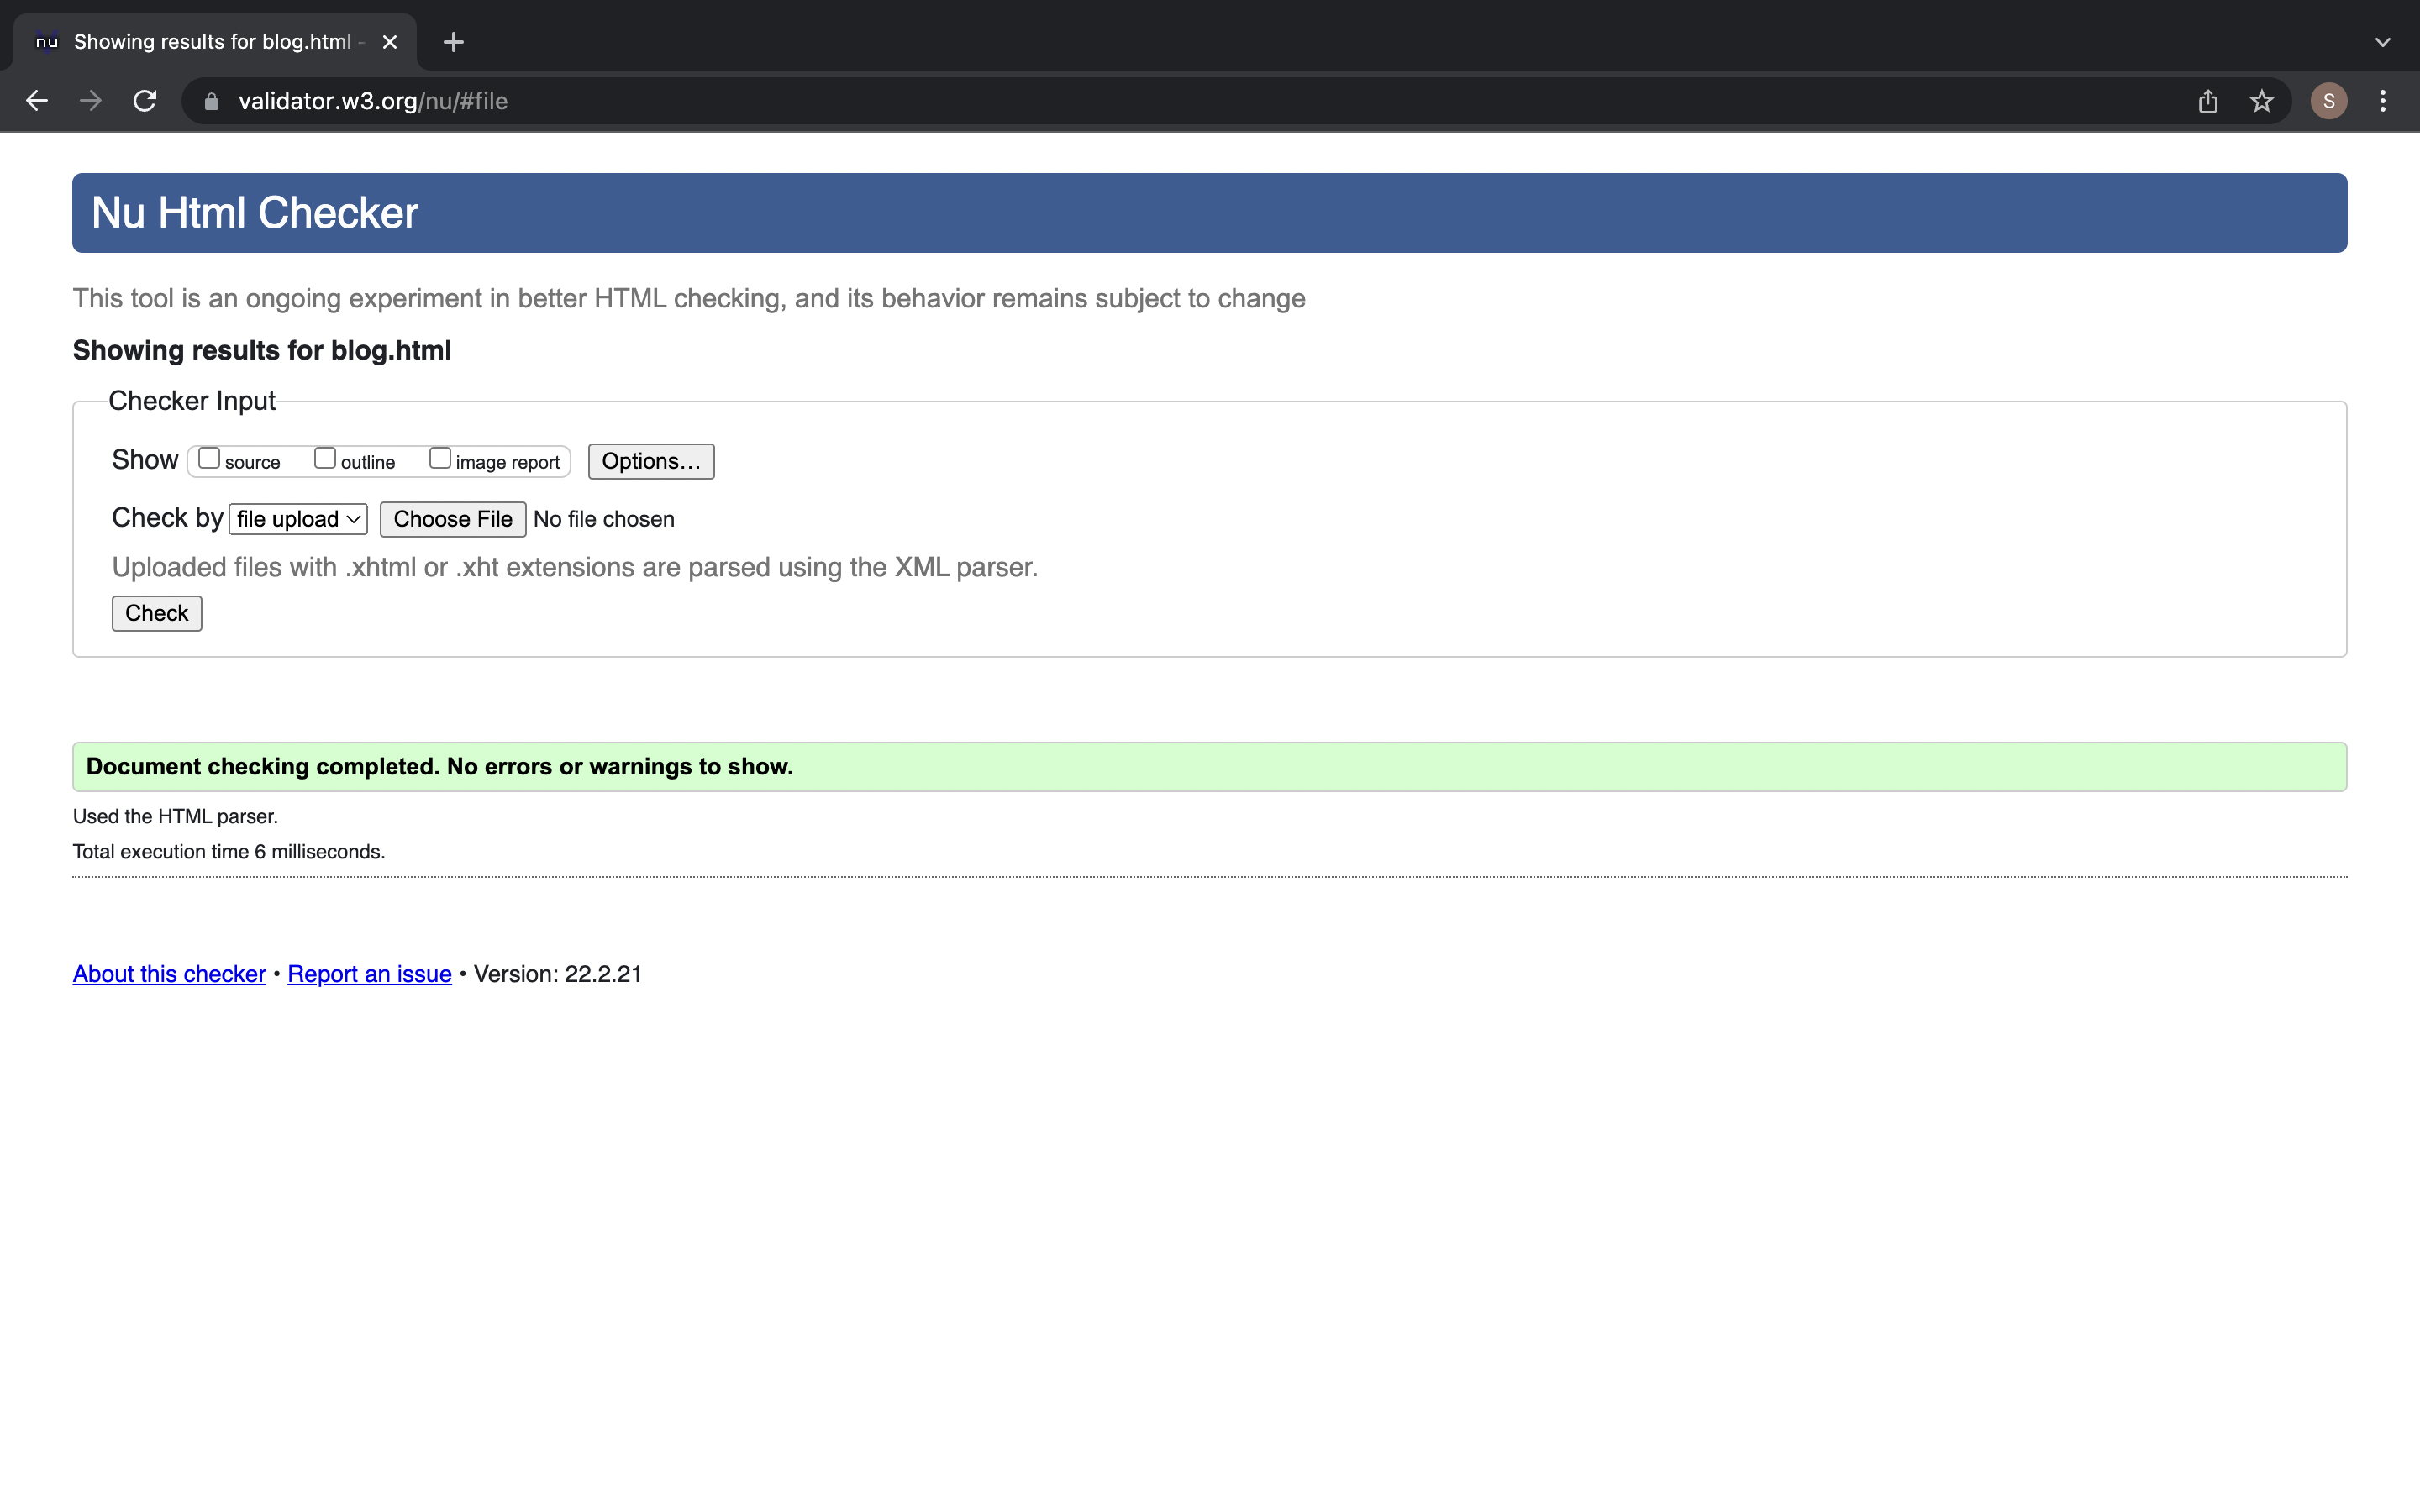 nu Showing results for blog.html -
validator.w3.org/nu/#file
S
Nu Html Checker
This tool is an ongoing experiment in better HTML checking, and its behavior remains subject to change
Showing results for blog.html
Checker Input
Show source outline image report Options...
Check by file upload Choose File No file chosen
Uploaded files with .xhtml or .xht extensions are parsed using the XML parser.
Check
Document checking completed. No errors or warnings to show.
Used the HTML parser.
Total execution time 6 milliseconds.
About this checker • Report an issue • Version: 22.2.21